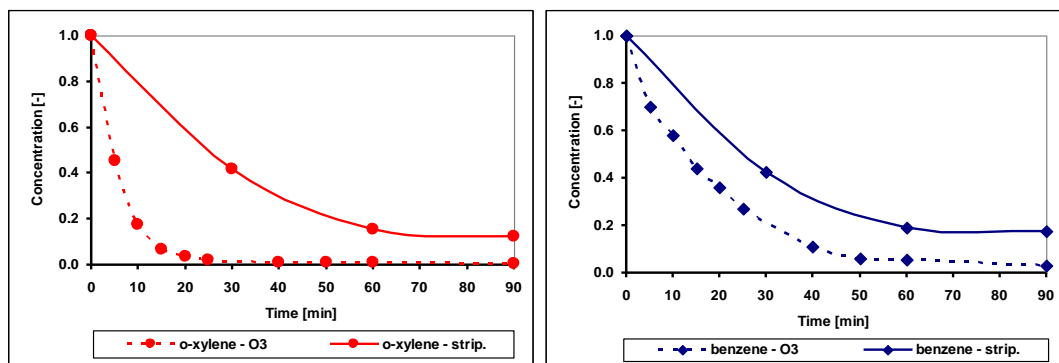 1.0
0.8
0.6
0.4
0.2
0.0
Concentration [-]
0 10 20 30 40 50 60 70 80 90
Time [min]
o-xylene - O3 o-xylene - strip.
1.0
0.8
0.6
0.4
0.2
0.0
Concentration [-]
0 10 20 30 40 50 60 70 80 90
Time [min]
benzene - O3 benzene - strip.